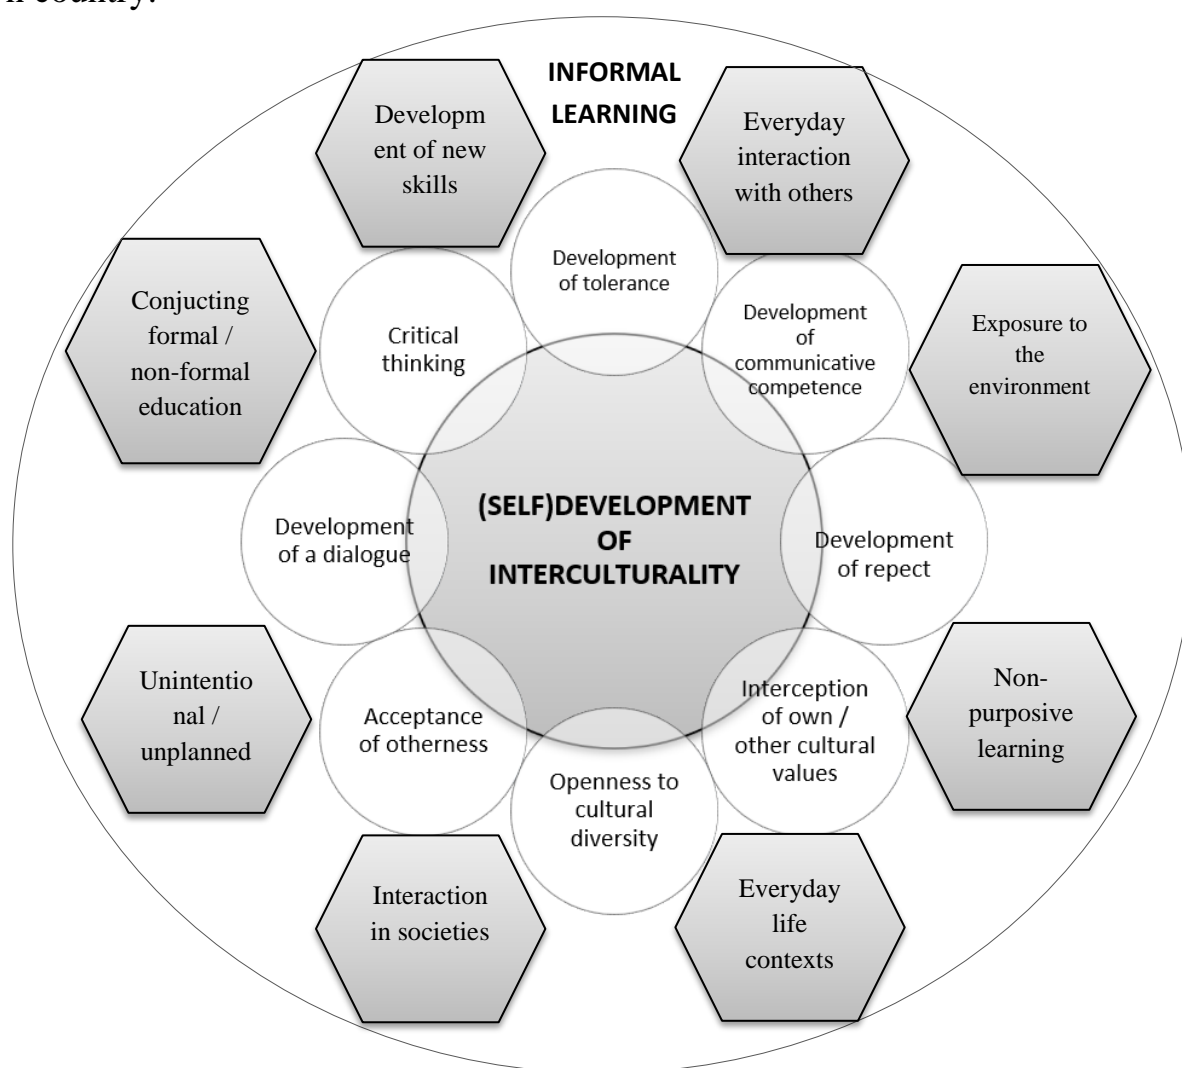 n country.
INFORMAL
LEARNING
Developm
ent of new
skills
Everyday
interaction
with others
Development
of tolerance
Conjucting
formal /
non-formal
education
Critical
thinking
Development
of
communicative
competence
Exposure to
the
environment
Development
of a dialogue
(SELF)DEVELOPMENT
OF
INTERCULTURALITY
Development
of repect
Unintentio
nal /
unplanned
Acceptance
of otherness
Interception
of own /
other cultural
values
Non-
purposive
learning
Openness to
cultural
diversity
Interaction
in societies
Everyday
life
contexts